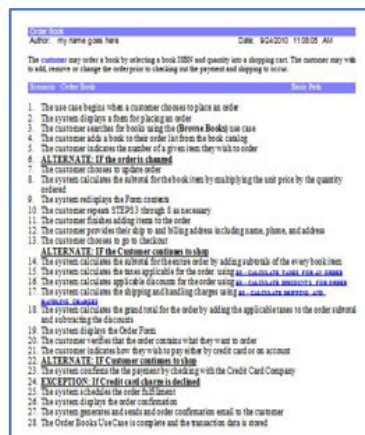 Order Book
Author: my name goes here Date: 9/24/2010 11:08:05 AM
The customer may order a book by selecting a book ISBN and quantity into a shopping cart. The customer may wish
to add, remove or change the order prior to checking out the payment and shipping to occur.
Scenario Order Book Basic Path
1. The use case begins when a customer chooses to place an order
2. The system displays a form for placing an order
3. The customer searches for books using the (Browse Books) use case
4. The customer adds a book to their order list from the book catalog
5. The customer indicates the number of a given item they wish to order
6. ALTERNATE: IF the order is changed
7. The customer chooses to update order
8. The system calculates the subtotal for the book item by multiplying the unit price by the quantity
ordered
9. The system redisplays the Form contents
10. The customer repeats STEPS 3 through 8 as necessary
11. The customer finishes adding items to the order
12. The customer provides their ship to and billing address including name, phone, and address
13. The customer chooses to go to checkout
ALTERNATE: IF the Customer continues to shop
14. The system calculates the subtotal for the entire order by adding subtotals of the every book item
15. The system calculates the taxes applicable for the order using - CALCULATE TAXES FOR AN ORDER
16. The system calculates applicable discounts for the order using - CALCULATE DISCOUNTS FOR ORDER
17. The system calculates the shipping and handling charges using - CALCULATE SHIPPING AND
HANDLING CHARGES
18. The system calculates the grand total for the order by adding the applicable taxes to the order subtotal
and subtracting the discounts
19. The system displays the Order Form
20. The customer verifies that the order contains what they want to order
21. The customer indicates how they wish to pay either by credit card or on account
22. ALTERNATE: IF Customer continues to shop
23. The system confirms the the payment by checking with the Credit Card Company
24. EXCEPTION: If Credit card charge is declined
25. The system schedules the order fulfillment
26. The system displays the order confirmation
27. The system generates and sends and order confirmation email to the customer
28. The Order Books Use Case is complete and the transaction data is stored